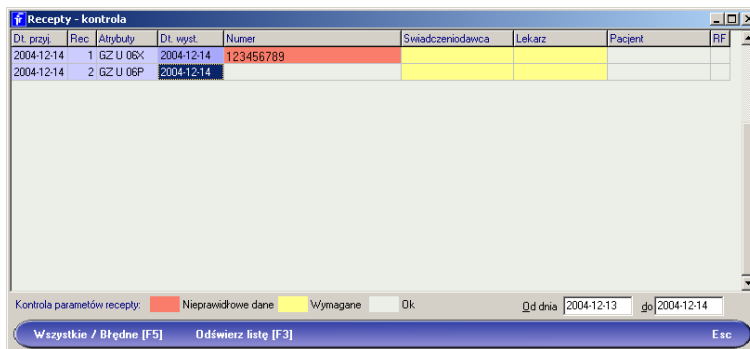 Recepty - kontrola
Dt. przyj. Rec Atrybuty Dt. wyst. Numer Swiadczeniodawca Lekarz Pacjent RF
2004-12-14 1 GZ U 06X 2004-12-14 123456789
2004-12-14 2 GZ U 06P 2004-12-14
Kontrola parametów recepty: Nieprawidłowe dane Wymagane Ok Od dnia 2004-12-13 do 2004-12-14
Wszystkie / Błędne [F5] Odświerz listę [F3] Esc